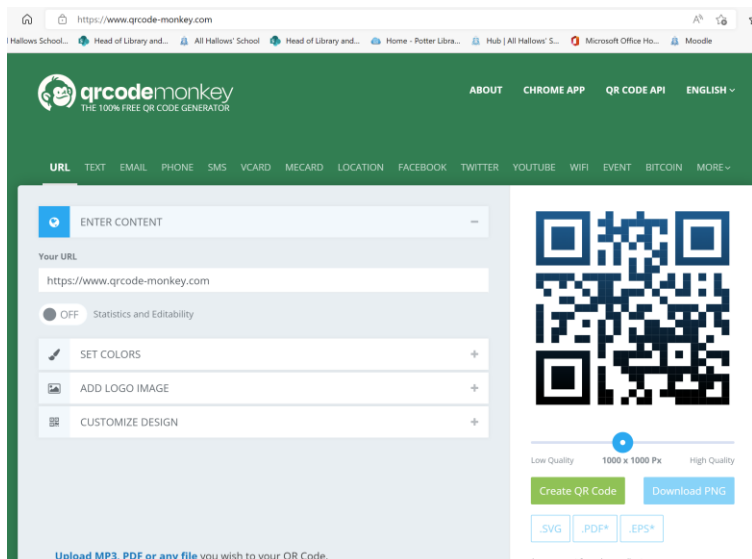 https://www.qrcode-monkey.com
Hallows School... Head of Library and... All Hallows' School Head of Library and... Home - Potter Libra... Hub | All Hallows' S... Microsoft Office Ho... Moodle
qrcodemonkey
THE 100% FREE QR CODE GENERATOR
ABOUT CHROME APP QR CODE API ENGLISH
URL TEXT EMAIL PHONE SMS VCARD MECARD LOCATION FACEBOOK TWITTER YOUTUBE WIFI EVENT BITCOIN MORE
ENTER CONTENT
Your URL
https://www.qrcode-monkey.com
OFF Statistics and Editability
SET COLORS
ADD LOGO IMAGE
CUSTOMIZE DESIGN
Low Quality 1000 x 1000 Px High Quality
Create QR Code Download PNG
.SVG .PDF* .EPS*
Upload MP3, PDF or any file you wish to your QR Code.